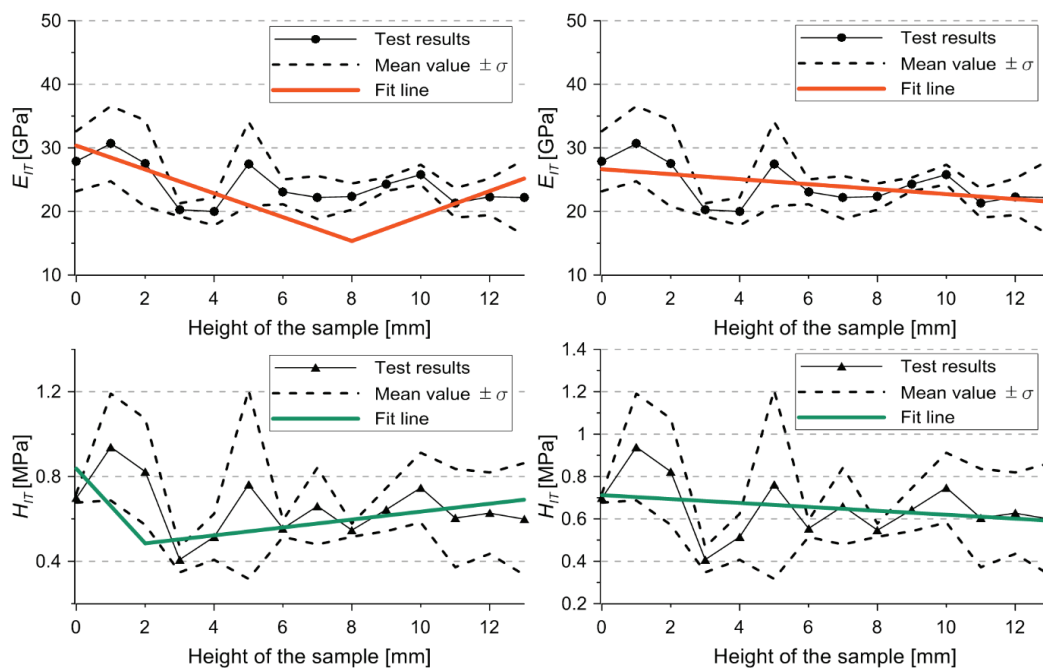 50
40
30
20
10
E_IT [GPa]
Test results
Mean value ± σ
Fit line
0 2 4 6 8 10 12
Height of the sample [mm]
50
40
30
20
10
E_IT [GPa]
Test results
Mean value ± σ
Fit line
0 2 4 6 8 10 12
Height of the sample [mm]
1.2
0.8
0.4
H_IT [MPa]
Test results
Mean value ± σ
Fit line
0 2 4 6 8 10 12
Height of the sample [mm]
1.4
1.2
1
0.8
0.6
0.4
0.2
H_IT [MPa]
Test results
Mean value ± σ
Fit line
0 2 4 6 8 10 12
Height of the sample [mm]